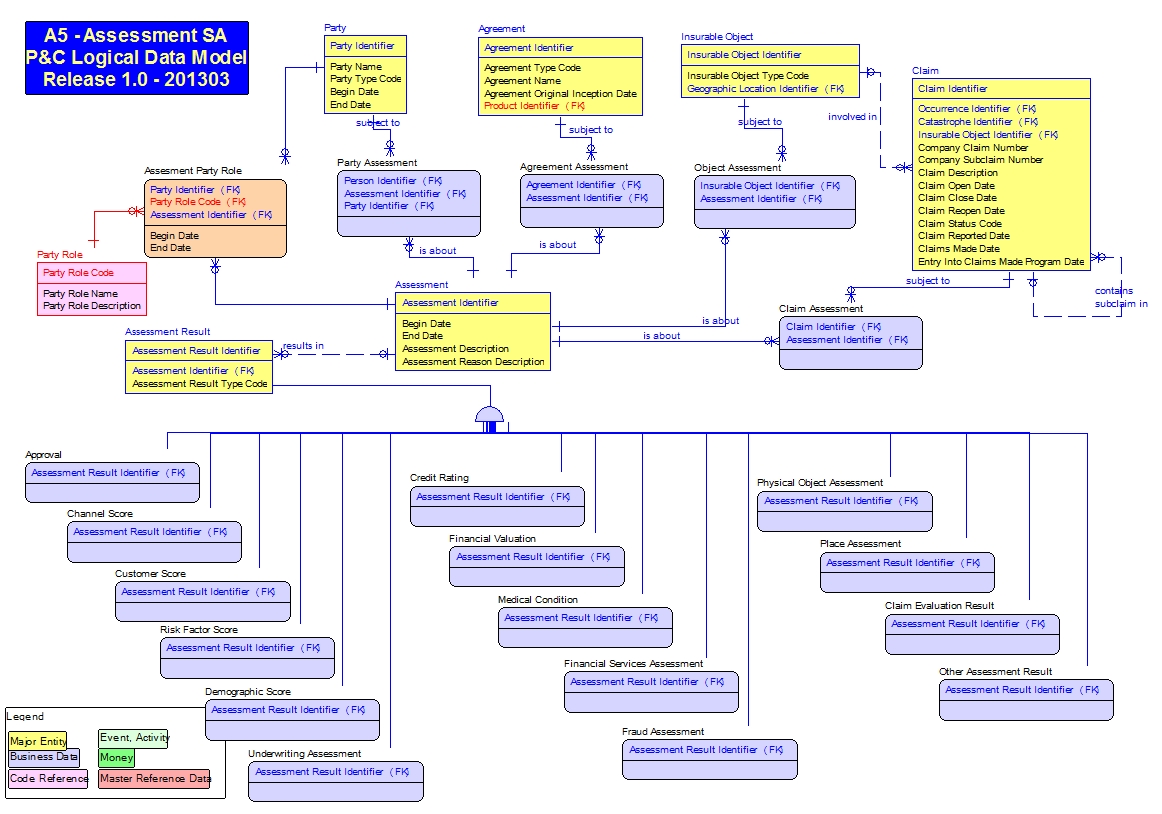 A5 - Assessment SA
P&C Logical Data Model
Release 1.0 - 201303
Party
Party Identifier
Party Name
Party Type Code
Begin Date
End Date
subject to
Agreement
Agreement Identifier
Agreement Type Code
Agreement Name
Agreement Original Inception Date
Product Identifier (FK)
subject to
Insurable Object
Insurable Object Identifier
Insurable Object Type Code
Geographic Location Identifier (FK)
subject to
involved in
Claim
Claim Identifier
Occurrence Identifier (FK)
Catastrophe Identifier (FK)
Insurable Object Identifier (FK)
Company Claim Number
Company Subclaim Number
Claim Description
Claim Open Date
Claim Close Date
Claim Reopen Date
Claim Status Code
Claim Reported Date
Claims Made Date
Entry Into Claims Made Program Date
contains
subclaim in
subject to
Assesment Party Role
Party Identifier (FK)
Party Role Code (FK)
Assessment Identifier (FK)
Begin Date
End Date
Party Assessment
Person Identifier (FK)
Assessment Identifier (FK)
Party Identifier (FK)
is about
Agreement Assessment
Agreement Identifier (FK)
Assessment Identifier (FK)
is about
Object Assessment
Insurable Object Identifier (FK)
Assessment Identifier (FK)
is about
Party Role
Party Role Code
Party Role Name
Party Role Description
Assessment
Assessment Identifier
Begin Date
End Date
Assessment Description
Assessment Reason Description
is about
Claim Assessment
Claim Identifier (FK)
Assessment Identifier (FK)
Assessment Result
Assessment Result Identifier
Assessment Identifier (FK)
Assessment Result Type Code
results in
Approval
Assessment Result Identifier (FK)
Channel Score
Assessment Result Identifier (FK)
Customer Score
Assessment Result Identifier (FK)
Risk Factor Score
Assessment Result Identifier (FK)
Demographic Score
Assessment Result Identifier (FK)
Underwriting Assessment
Assessment Result Identifier (FK)
Credit Rating
Assessment Result Identifier (FK)
Financial Valuation
Assessment Result Identifier (FK)
Medical Condition
Assessment Result Identifier (FK)
Financial Services Assessment
Assessment Result Identifier (FK)
Fraud Assessment
Assessment Result Identifier (FK)
Physical Object Assessment
Assessment Result Identifier (FK)
Place Assessment
Assessment Result Identifier (FK)
Claim Evaluation Result
Assessment Result Identifier (FK)
Other Assessment Result
Assessment Result Identifier (FK)
Legend
Major Entity
Event, Activity
Business Data
Money
Code Reference
Master Reference Data